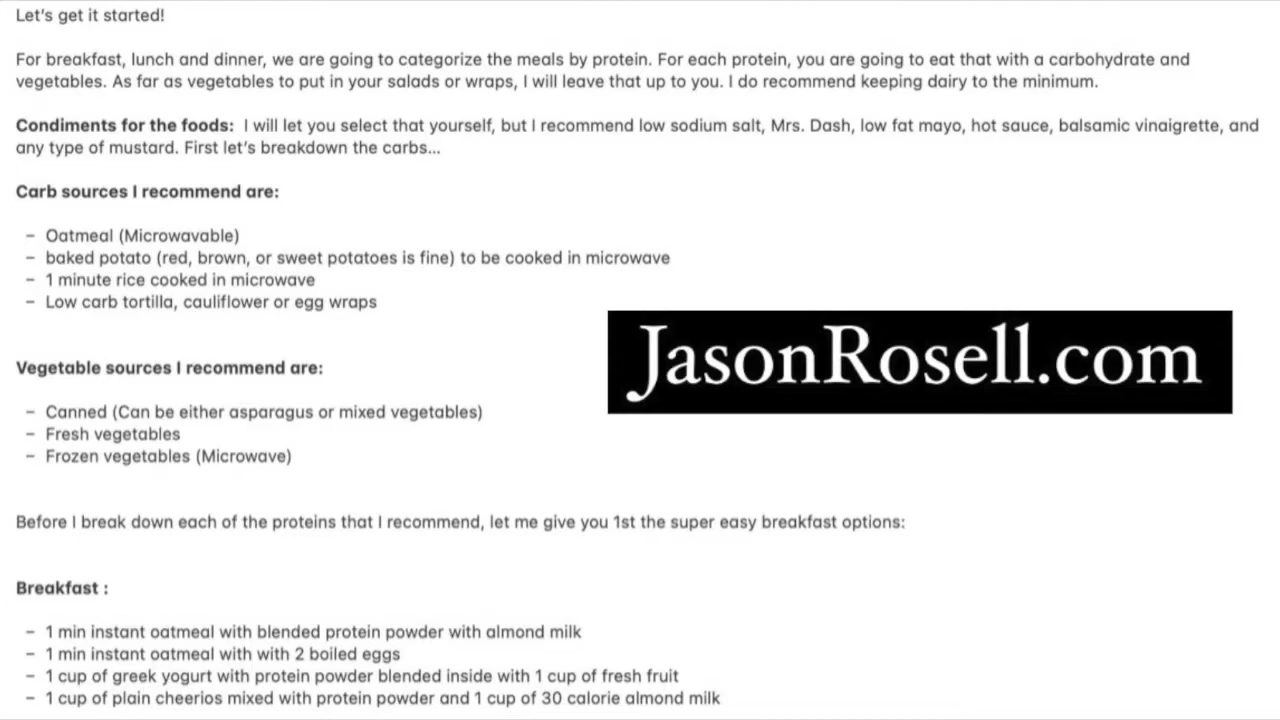 Let's get it started!
For breakfast, lunch and dinner, we are going to categorize the meals by protein. For each protein, you are going to eat that with a carbohydrate and
vegetables. As far as vegetables to put in your salads or wraps, I will leave that up to you. I do recommend keeping dairy to the minimum.
Condiments for the foods: I will let you select that yourself, but I recommend low sodium salt, Mrs. Dash, low fat mayo, hot sauce, balsamic vinaigrette, and
any type of mustard. First let's breakdown the carbs...
Carb sources I recommend are:
– Oatmeal (Microwavable)
– baked potato (red, brown, or sweet potatoes is fine) to be cooked in microwave
– 1 minute rice cooked in microwave
– Low carb tortilla, cauliflower or egg wraps
JasonRosell.com
Vegetable sources I recommend are:
– Canned (Can be either asparagus or mixed vegetables)
– Fresh vegetables
– Frozen vegetables (Microwave)
Before I break down each of the proteins that I recommend, let me give you 1st the super easy breakfast options:
Breakfast :
– 1 min instant oatmeal with blended protein powder with almond milk
– 1 min instant oatmeal with with 2 boiled eggs
– 1 cup of greek yogurt with protein powder blended inside with 1 cup of fresh fruit
– 1 cup of plain cheerios mixed with protein powder and 1 cup of 30 calorie almond milk